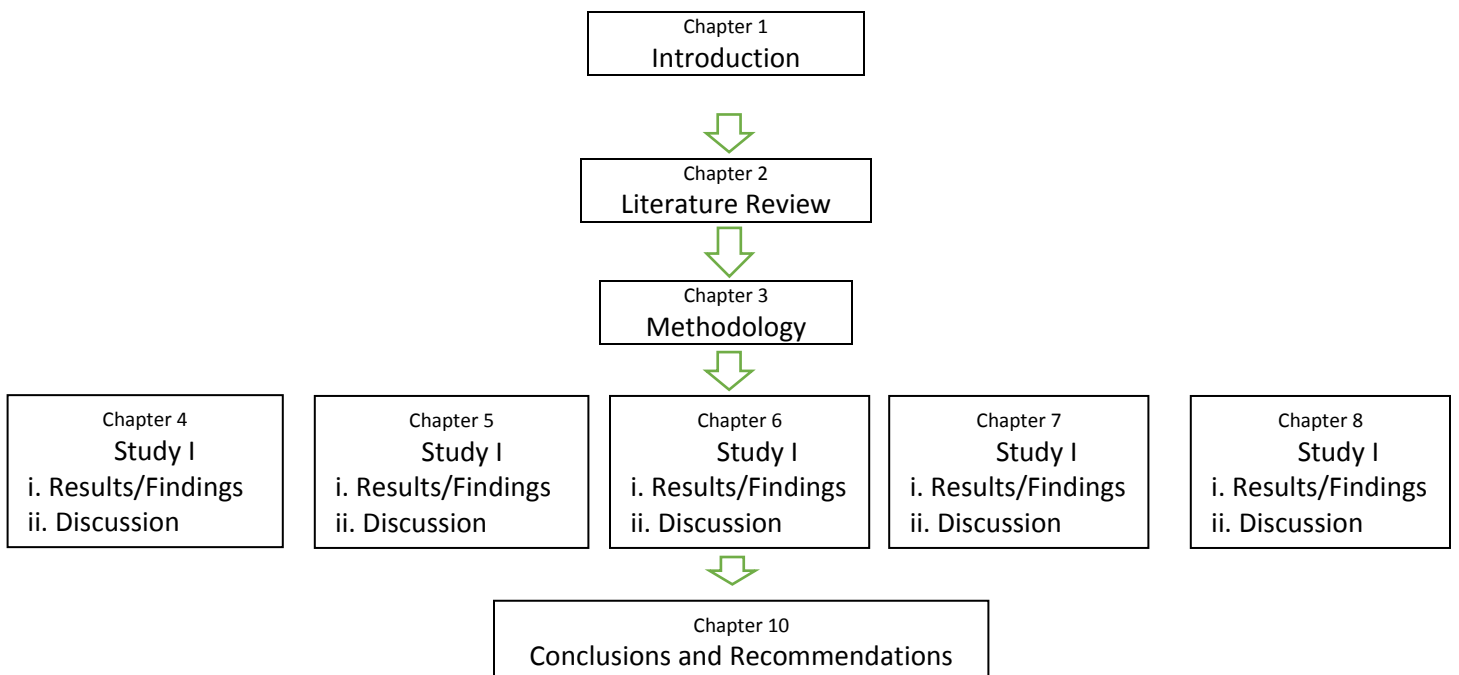 Chapter 1
Introduction
Chapter 2
Literature Review
Chapter 3
Methodology
Chapter 4
Study I
i. Results/Findings
ii. Discussion
Chapter 5
Study I
i. Results/Findings
ii. Discussion
Chapter 6
Study I
i. Results/Findings
ii. Discussion
Chapter 7
Study I
i. Results/Findings
ii. Discussion
Chapter 8
Study I
i. Results/Findings
ii. Discussion
Chapter 10
Conclusions and Recommendations